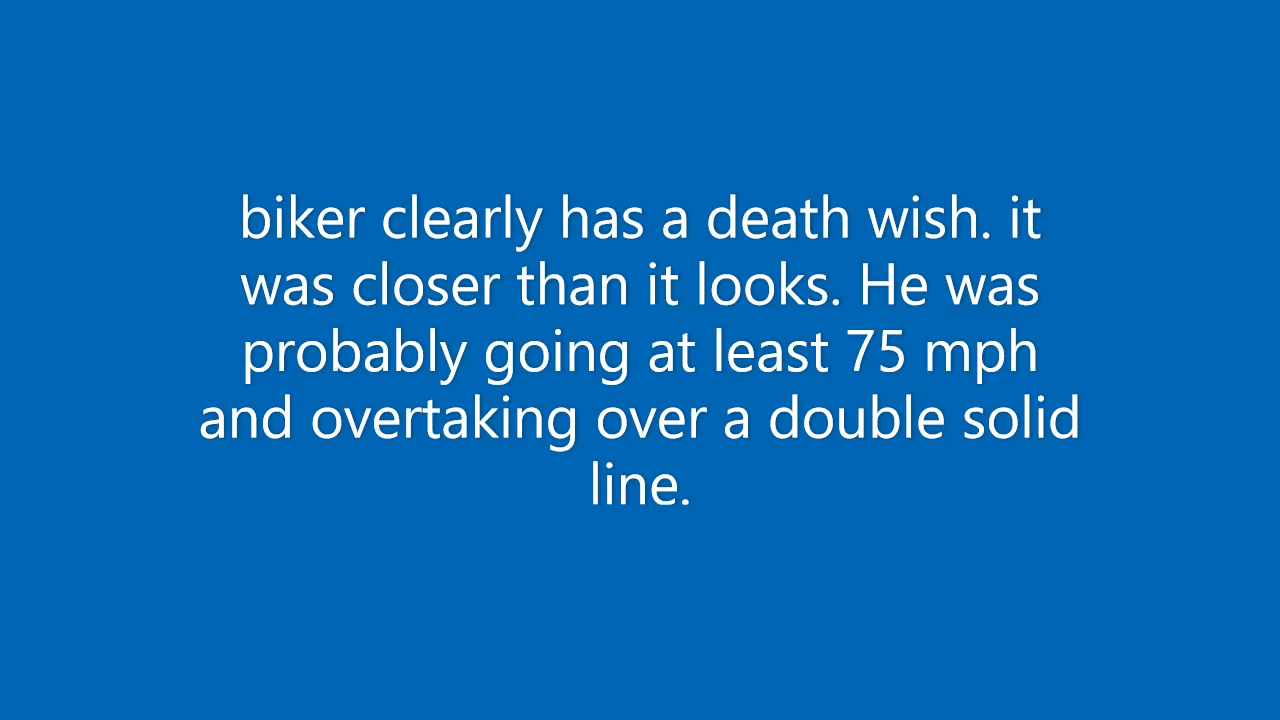 biker clearly has a death wish. it
was closer than it looks. He was
probably going at least 75 mph
and overtaking over a double solid
line.